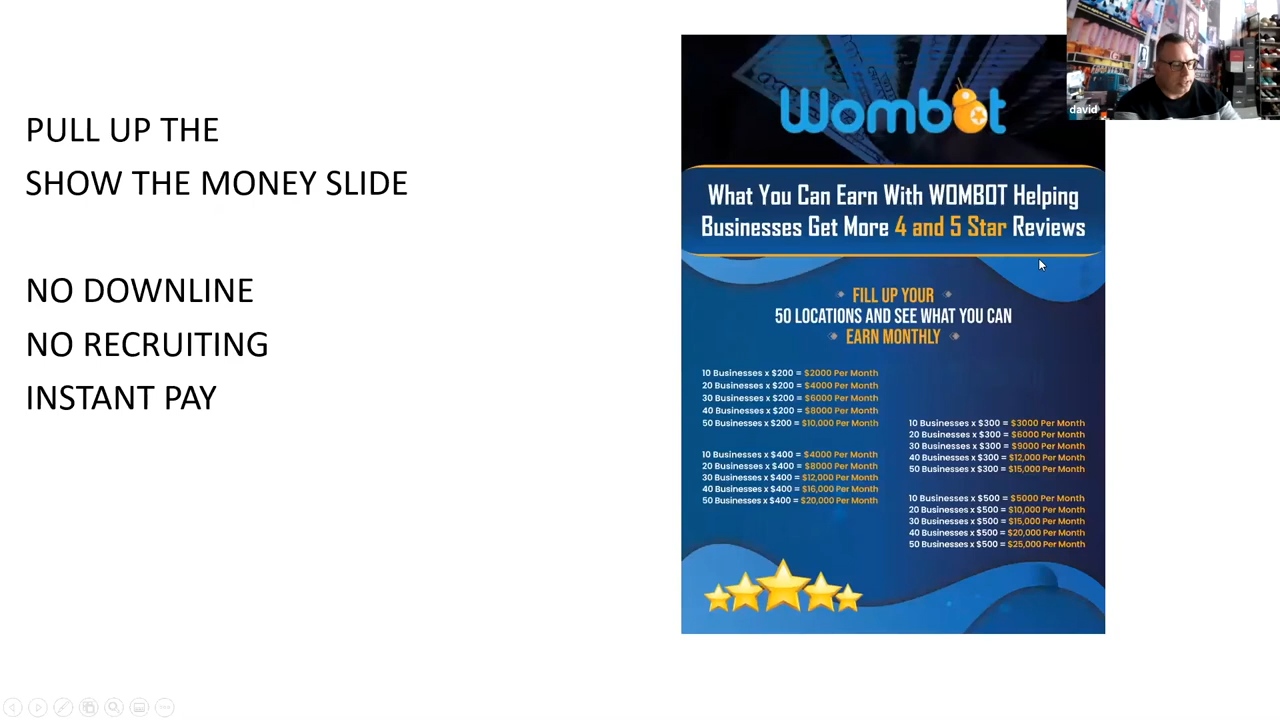 PULL UP THE
SHOW THE MONEY SLIDE
NO DOWNLINE
NO RECRUITING
INSTANT PAY
Wombot
What You Can Earn With WOMBOT Helping
Businesses Get More 4 and 5 Star Reviews
FILL UP YOUR
50 LOCATIONS AND SEE WHAT YOU CAN
EARN MONTHLY
10 Businesses x $200 = $2000 Per Month
20 Businesses x $200 = $4000 Per Month
30 Businesses x $200 = $6000 Per Month
40 Businesses x $200 = $8000 Per Month
50 Businesses x $200 = $10,000 Per Month
10 Businesses x $400 = $4000 Per Month
20 Businesses x $400 = $8000 Per Month
30 Businesses x $400 = $12,000 Per Month
40 Businesses x $400 = $16,000 Per Month
50 Businesses x $400 = $20,000 Per Month
10 Businesses x $300 = $3000 Per Month
20 Businesses x $300 = $6000 Per Month
30 Businesses x $300 = $9000 Per Month
40 Businesses x $300 = $12,000 Per Month
50 Businesses x $300 = $15,000 Per Month
10 Businesses x $500 = $5000 Per Month
20 Businesses x $500 = $10,000 Per Month
30 Businesses x $500 = $15,000 Per Month
40 Businesses x $500 = $20,000 Per Month
50 Businesses x $500 = $25,000 Per Month
david